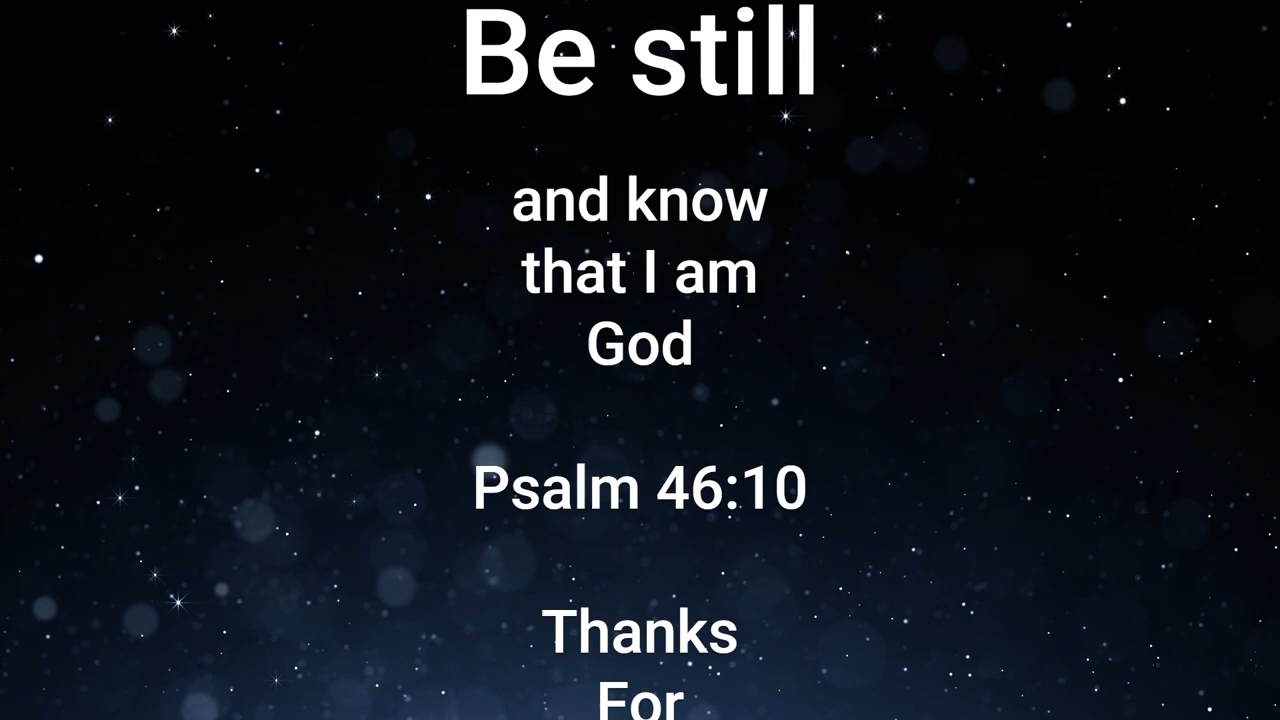 Be still
and know
that I am
God
Psalm 46:10
Thanks
For